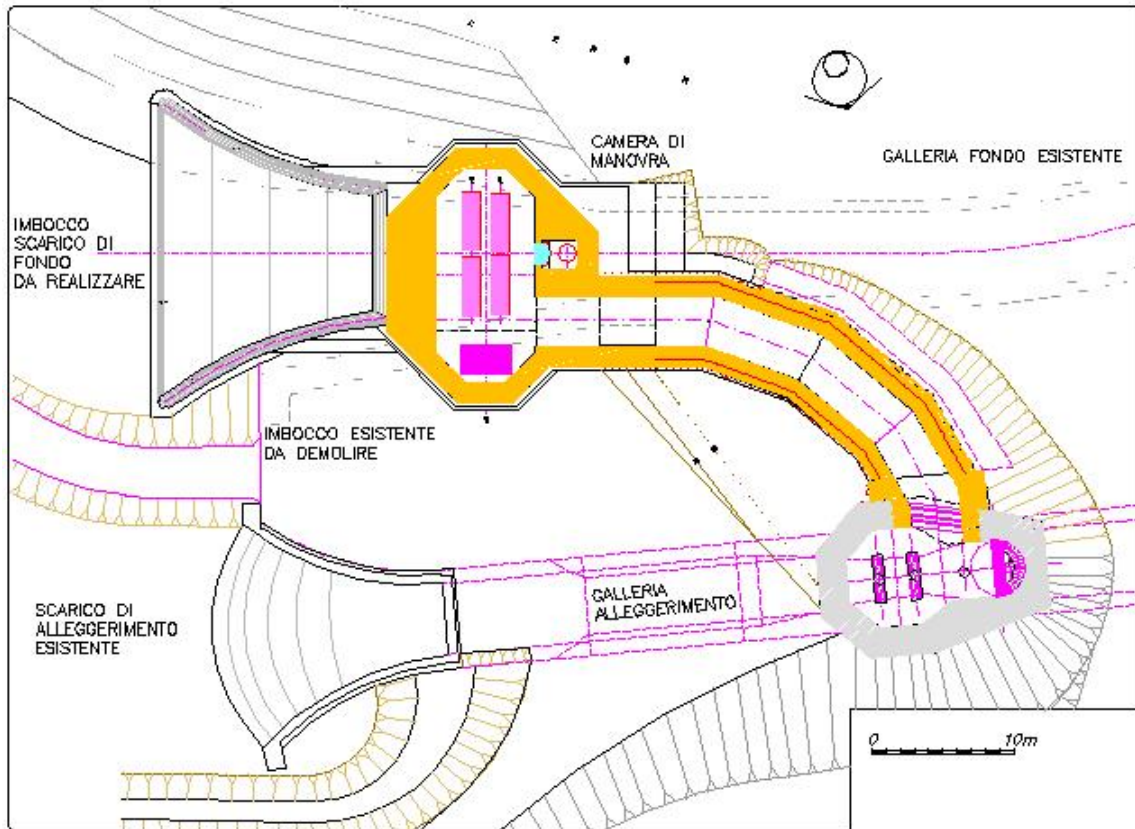 CAMERA DI
MANOVRA
GALLERIA FONDO ESISTENTE
IMBOCCO
SCARICO DI
FONDO
DA REALIZZARE
IMBOCCO ESISTENTE
DA DEMOLIRE
GALLERIA
ALLEGGERIMENTO
SCARICO DI
ALLEGGERIMENTO
ESISTENTE
0 10m